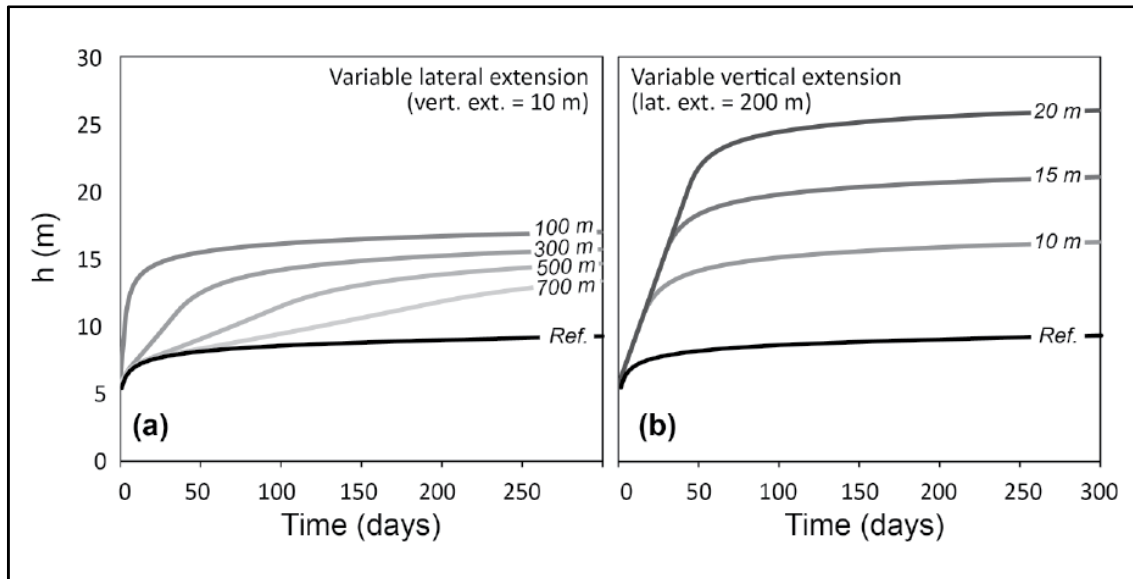 30
25
20
15
10
5
0
h (m)
Variable lateral extension
(vert. ext. = 10 m)
100 m
300 m
500 m
700 m
Ref.
(a)
0 50 100 150 200 250
Time (days)
Variable vertical extension
(lat. ext. = 200 m)
20 m
15 m
10 m
Ref.
(b)
0 50 100 150 200 250 300
Time (days)